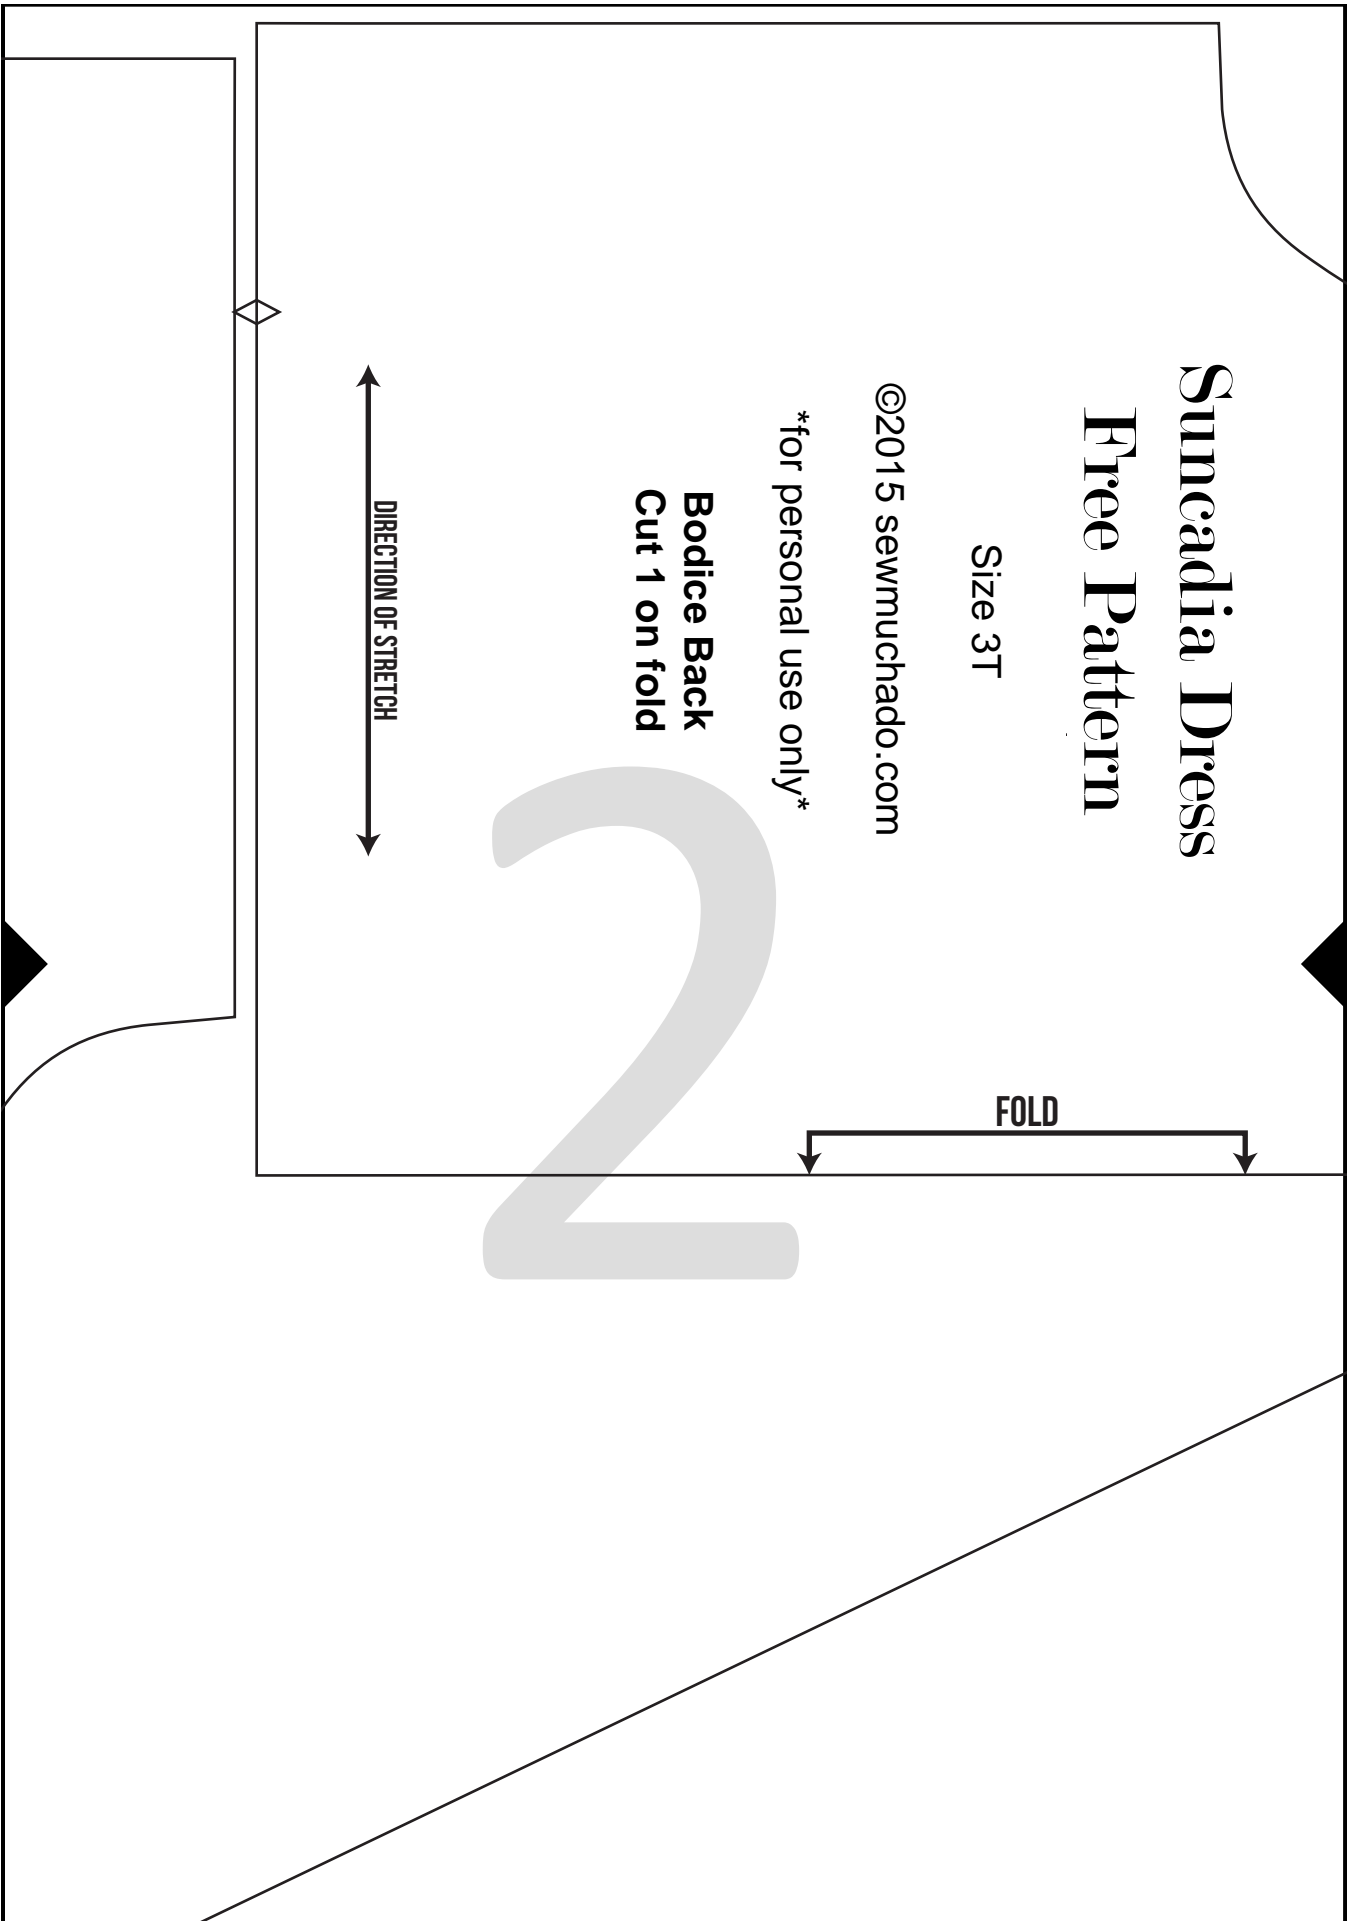 Suncadia Dress
Free Pattern
Size 3T
©2015 sewmuchado.com
*for personal use only*
Bodice Back
Cut 1 on fold
DIRECTION OF STRETCH
FOLD
2